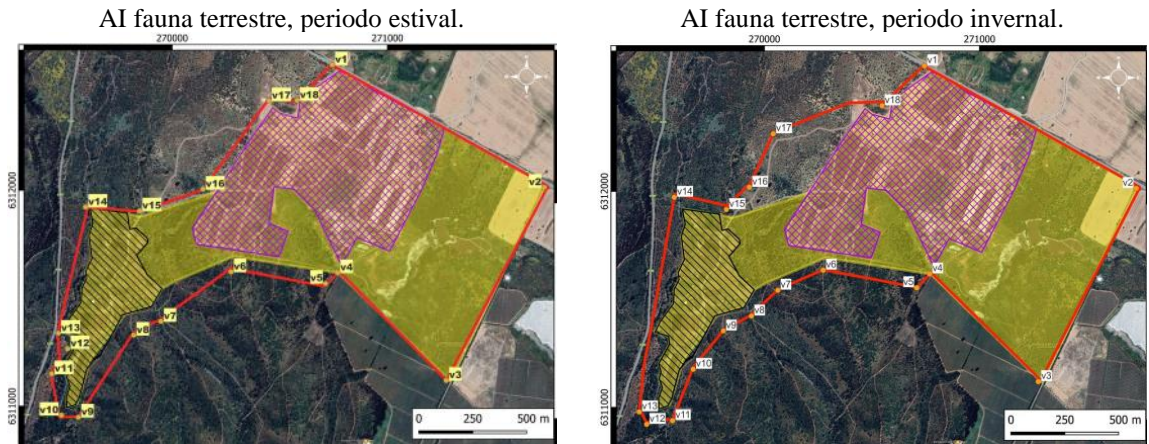 AI fauna terrestre, periodo estival.
270000
271000
6312000
6311000
v1
v2
v3
v4
v5
v6
v7
v8
v9
v10
v11
v12
v13
v14
v15
v16
v17
v18
0 250 500 m
AI fauna terrestre, periodo invernal.
270000
271000
6312000
6311000
v1
v2
v3
v4
v5
v6
v7
v8
v9
v10
v11
v12
v13
v14
v15
v16
v17
v18
0 250 500 m